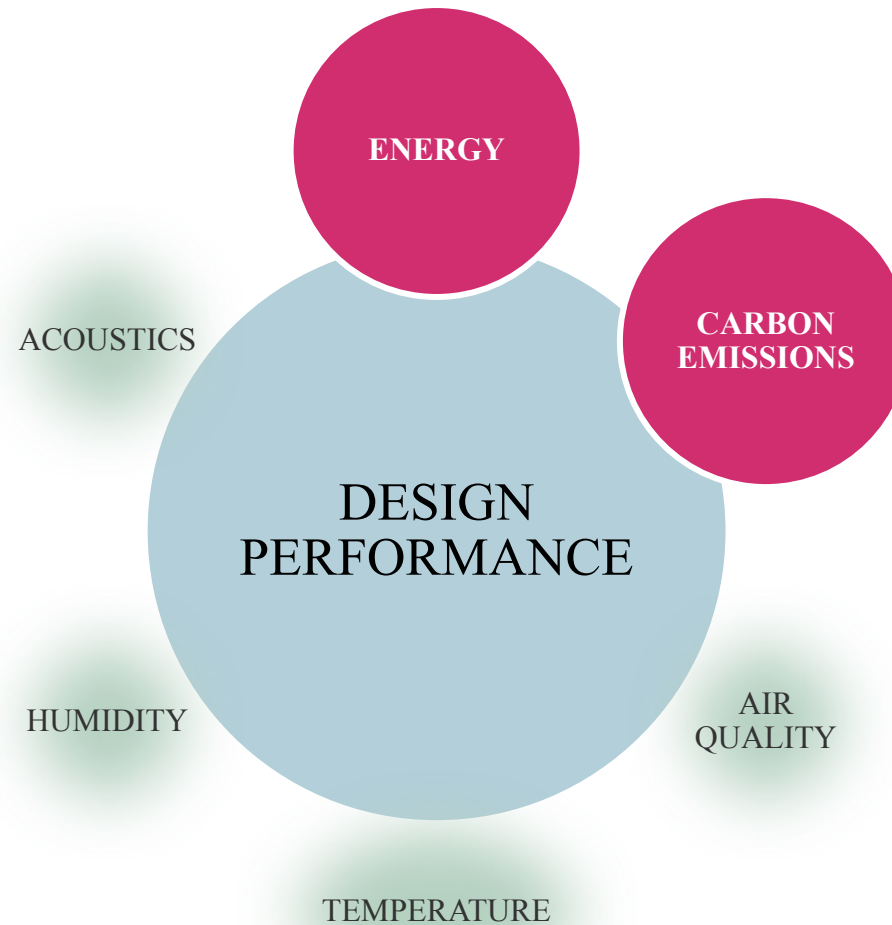 ENERGY
CARBON
EMISSIONS
ACOUSTICS
DESIGN
PERFORMANCE
HUMIDITY
AIR
QUALITY
TEMPERATURE